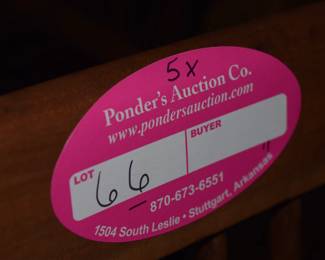 5x
Ponder's Auction Co.
www.pondersauction.com
LOT BUYER
66
870-673-6551
1504 South Leslie • Stuttgart, Arkansas